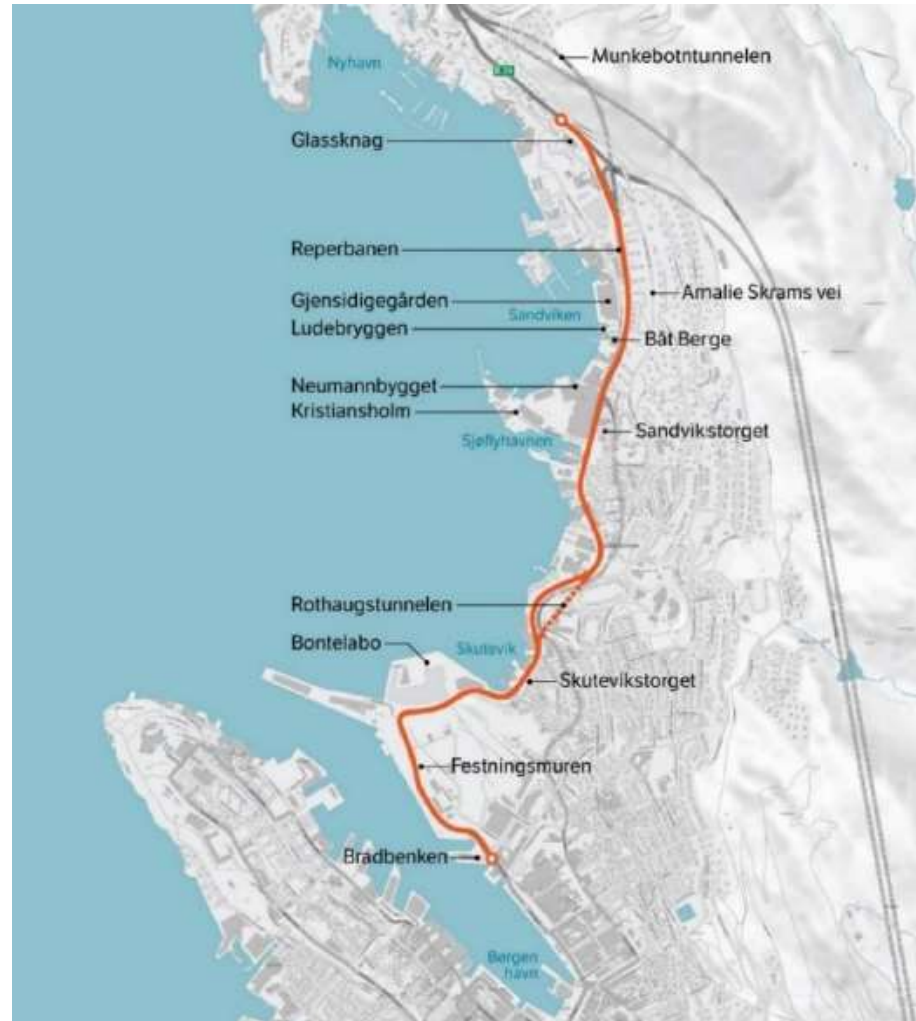 Munkebotntunnelen
Nyhavn
Glassknag
Reperbanen
Amalie Skrams vei
Gjensidigegården
Sandviken
Ludebryggen
Båt Berge
Neumannbygget
Kristiansholm
Sandvikstorget
Sjøflyhavnen
Rothaugstunnelen
Bontelabo
Skutevik
Skutevikstorget
Festningsmuren
Bradbenken
Bergen
havn